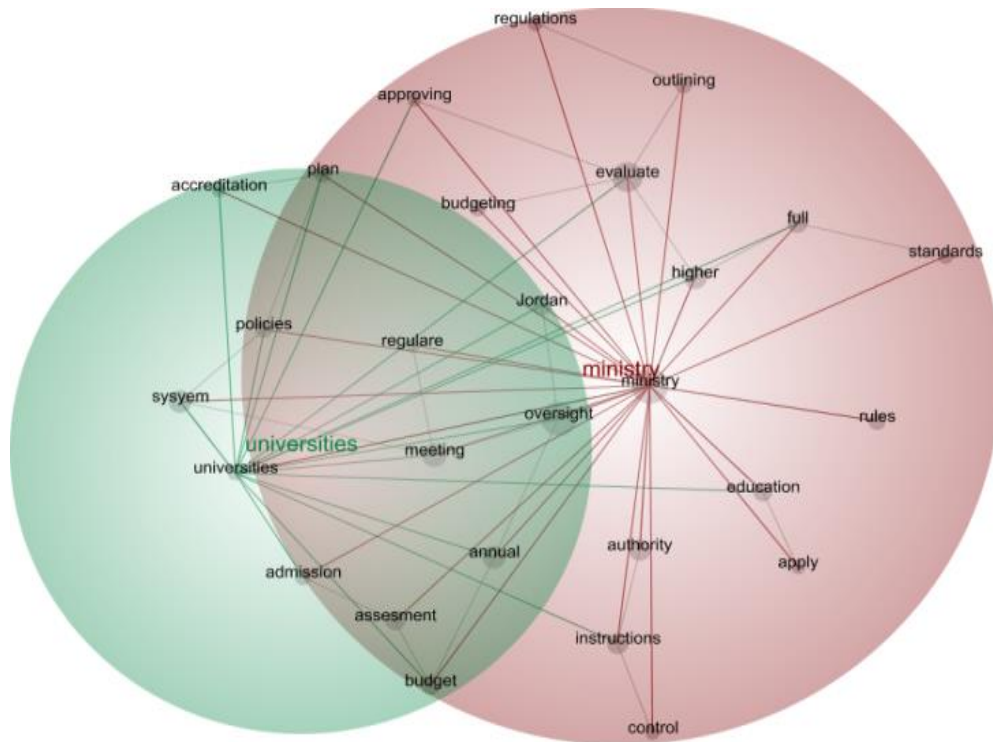 regulations
outlining
approving
plan
evaluate
accreditation
budgeting
full
standards
higher
Jordan
policies
regulare
ministry
ministry
sysyem
oversight
rules
universities
meeting
universities
education
annual
authority
apply
admission
assesment
instructions
budget
control